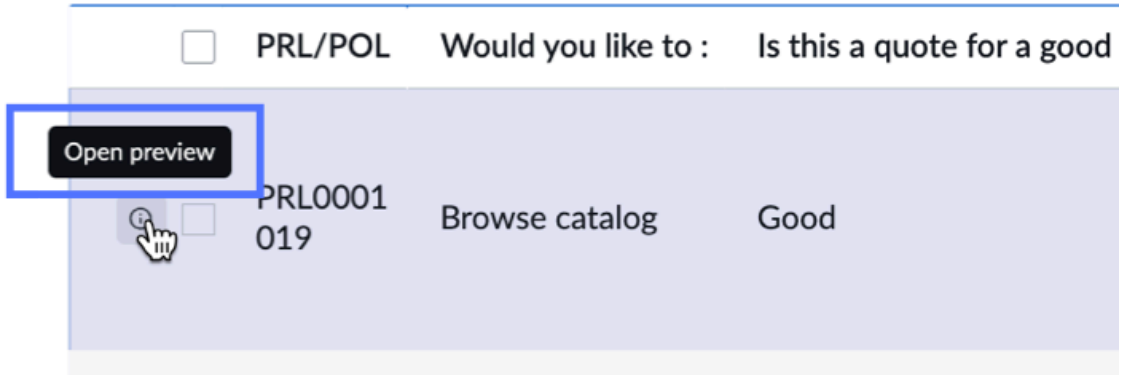 PRL/POL Would you like to : Is this a quote for a good
Open preview
PRL0001
019 Browse catalog Good